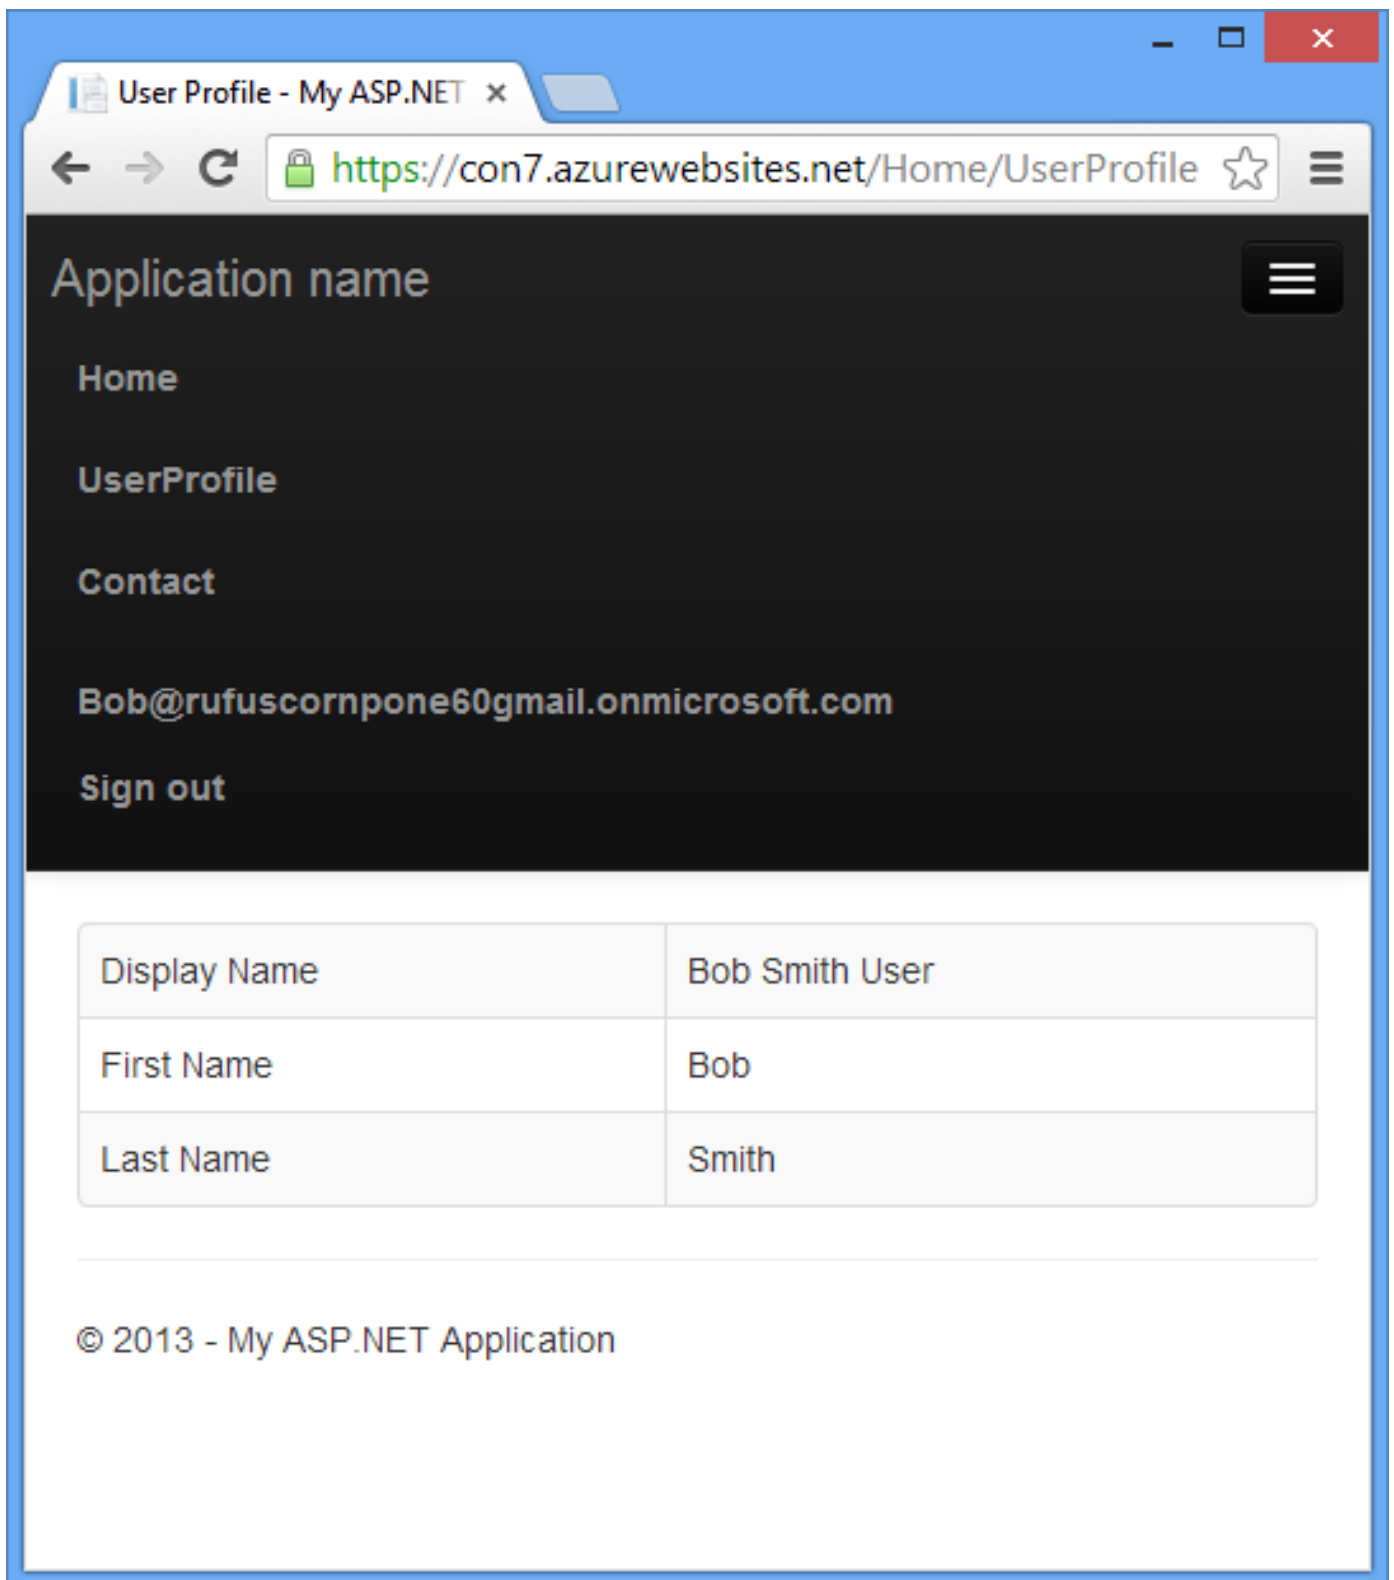 User Profile - My ASP.NET
https://con7.azurewebsites.net/Home/UserProfile
Application name
Home
UserProfile
Contact
Bob@rufuscornpone60gmail.onmicrosoft.com
Sign out
Display Name Bob Smith User
First Name Bob
Last Name Smith
© 2013 - My ASP.NET Application